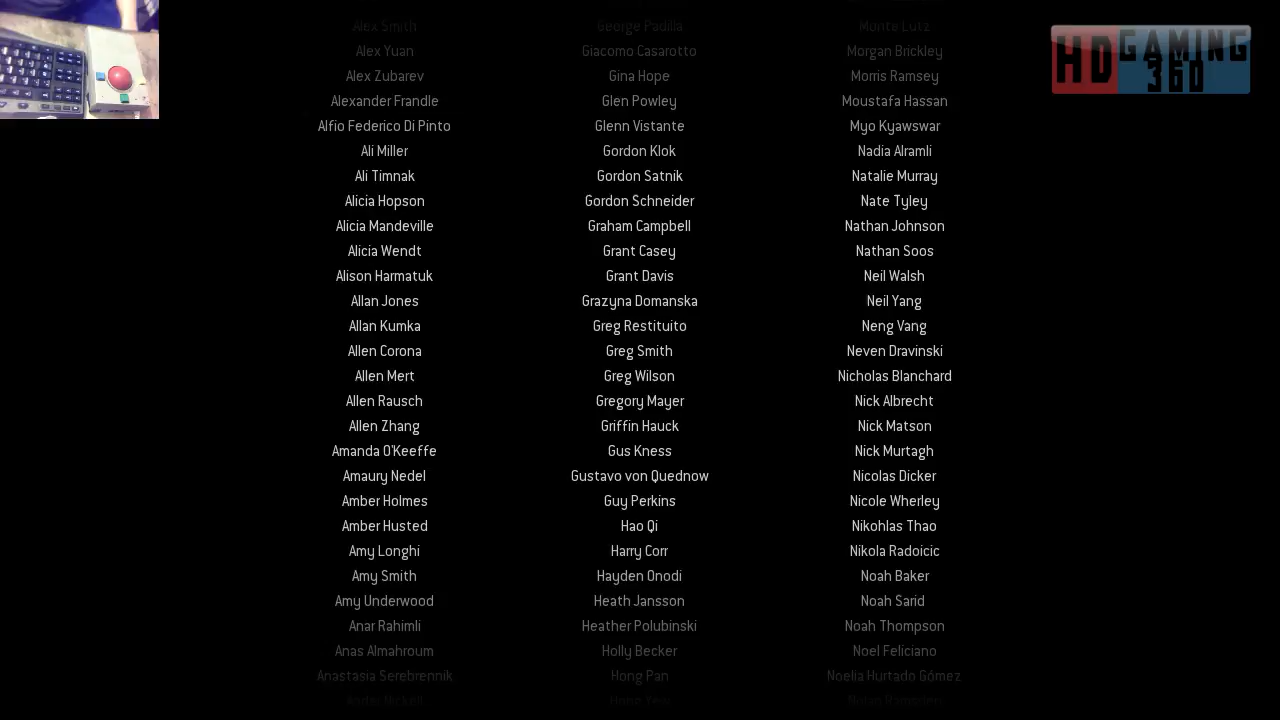 Alex Smith
Alex Yuan
Alex Zubarev
Alexander Frandle
Alfio Federico Di Pinto
Ali Miller
Ali Timnak
Alicia Hopson
Alicia Mandeville
Alicia Wendt
Alison Harmatuk
Allan Jones
Allan Kumka
Allen Corona
Allen Mert
Allen Rausch
Allen Zhang
Amanda O'Keeffe
Amaury Nedel
Amber Holmes
Amber Husted
Amy Longhi
Amy Smith
Amy Underwood
Anar Rahimli
Anas Almahroum
Anastasia Serebrennik
George Padilla
Giacomo Casarotto
Gina Hope
Glen Powley
Glenn Vistante
Gordon Klok
Gordon Satnik
Gordon Schneider
Graham Campbell
Grant Casey
Grant Davis
Grazyna Domanska
Greg Restituito
Greg Smith
Greg Wilson
Gregory Mayer
Griffin Hauck
Gus Kness
Gustavo von Quednow
Guy Perkins
Hao Qi
Harry Corr
Hayden Onodi
Heath Jansson
Heather Polubinski
Holly Becker
Hong Pan
Monte Lutz
Morgan Brickley
Morris Ramsey
Moustafa Hassan
Myo Kyawswar
Nadia Alramli
Natalie Murray
Nate Tyley
Nathan Johnson
Nathan Soos
Neil Walsh
Neil Yang
Neng Vang
Neven Dravinski
Nicholas Blanchard
Nick Albrecht
Nick Matson
Nick Murtagh
Nicolas Dicker
Nicole Wherley
Nikohlas Thao
Nikola Radoicic
Noah Baker
Noah Sarid
Noah Thompson
Noel Feliciano
Noelia Hurtado Gómez
HD GAMING
360